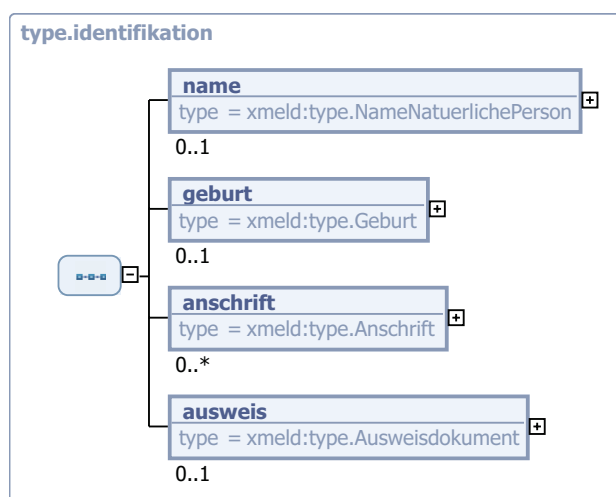 type.identifikation
name
type = xmeld:type.NameNatuerlichePerson
0..1
geburt
type = xmeld:type.Geburt
0..1
anschrift
type = xmeld:type.Anschrift
0..*
ausweis
type = xmeld:type.Ausweisdokument
0..1